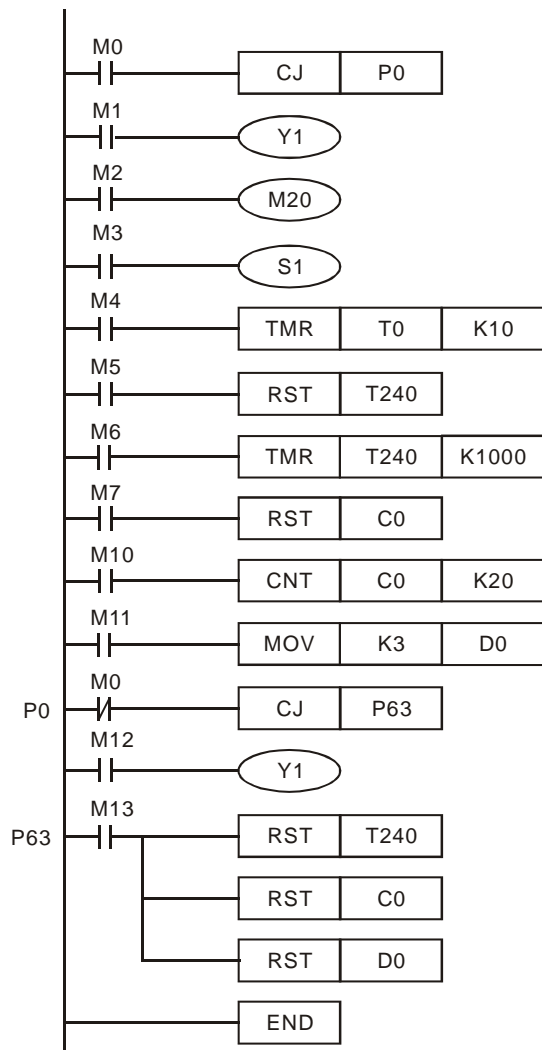 M0
CJ P0
M1
Y1
M2
M20
M3
S1
M4
TMR T0 K10
M5
RST T240
M6
TMR T240 K1000
M7
RST C0
M10
CNT C0 K20
M11
MOV K3 D0
M0
P0 CJ P63
M12
Y1
M13
P63 RST T240
RST C0
RST D0
END